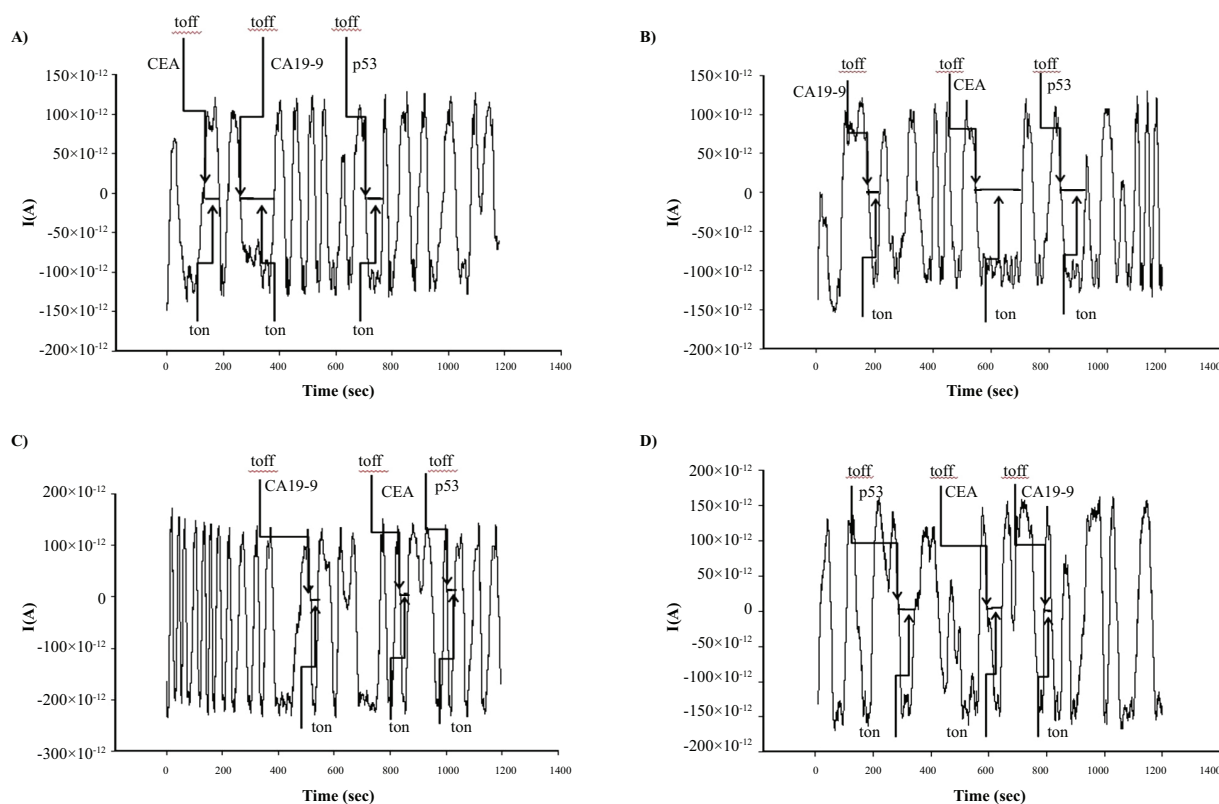 A)
toff toff toff
CEA CA19-9 p53
150×10⁻¹²
100×10⁻¹²
50×10⁻¹²
0
-50×10⁻¹²
-100×10⁻¹²
-150×10⁻¹²
-200×10⁻¹²
I(A)
ton ton ton
0 200 400 600 800 1000 1200 1400
Time (sec)
B)
toff toff toff
CA19-9 CEA p53
150×10⁻¹²
100×10⁻¹²
50×10⁻¹²
0
-50×10⁻¹²
-100×10⁻¹²
-150×10⁻¹²
-200×10⁻¹²
I(A)
ton ton ton
0 200 400 600 800 1000 1200 1400
Time (sec)
C)
toff toff toff
CA19-9 CEA p53
200×10⁻¹²
100×10⁻¹²
0
-100×10⁻¹²
-200×10⁻¹²
-300×10⁻¹²
I(A)
ton ton ton
0 200 400 600 800 1000 1200 1400
Time (sec)
D)
toff toff toff
p53 CEA CA19-9
200×10⁻¹²
150×10⁻¹²
100×10⁻¹²
50×10⁻¹²
0
-50×10⁻¹²
-100×10⁻¹²
-150×10⁻¹²
-200×10⁻¹²
I(A)
ton ton ton
0 200 400 600 800 1000 1200 1400
Time (sec)